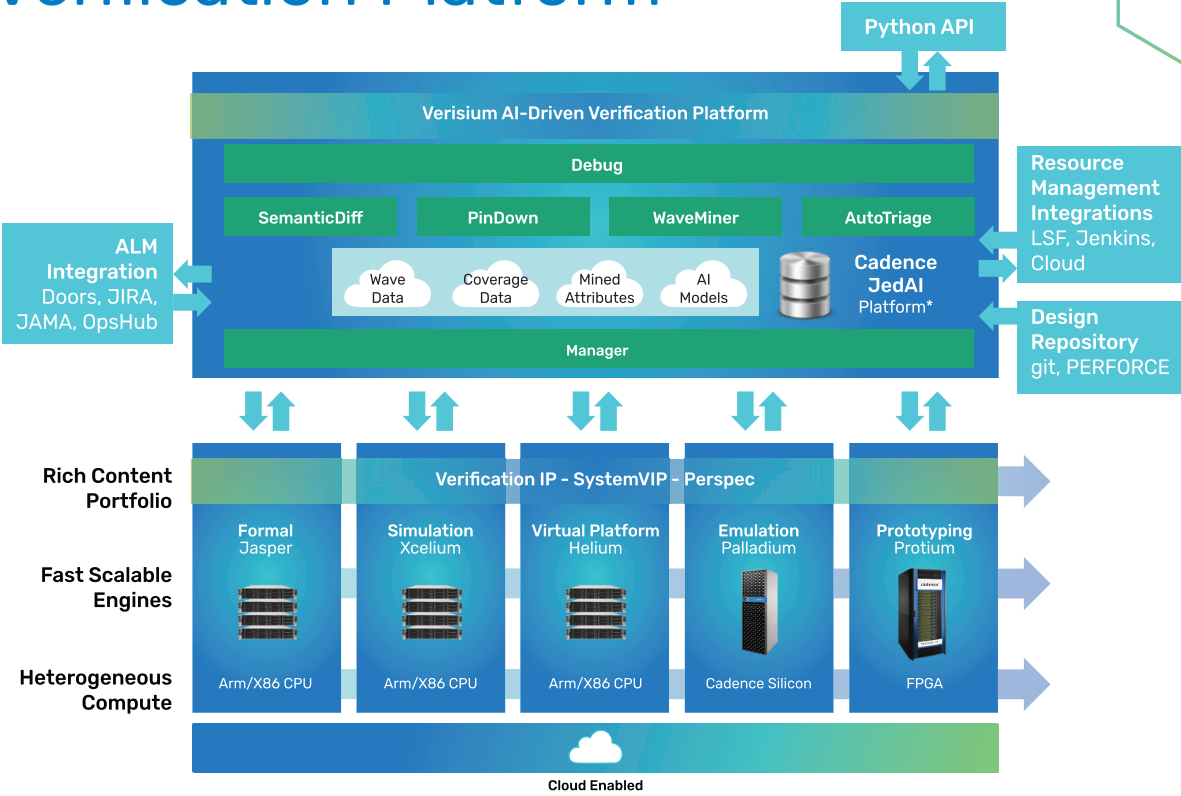 Verification Platform
Python API
Verisium AI-Driven Verification Platform
Debug
SemanticDiff
PinDown
WaveMiner
AutoTriage
Wave
Data
Coverage
Data
Mined
Attributes
AI
Models
Cadence
JedAI
Platform*
Manager
ALM
Integration
Doors, JIRA,
JAMA, OpsHub
Resource
Management
Integrations
LSF, Jenkins,
Cloud
Design
Repository
git, PERFORCE
Rich Content
Portfolio
Verification IP - SystemVIP - Perspec
Fast Scalable
Engines
Formal
Jasper
Simulation
Xcelium
Virtual Platform
Helium
Emulation
Palladium
Prototyping
Protium
cadence
Heterogeneous
Compute
Arm/X86 CPU
Arm/X86 CPU
Arm/X86 CPU
Cadence Silicon
FPGA
Cloud Enabled